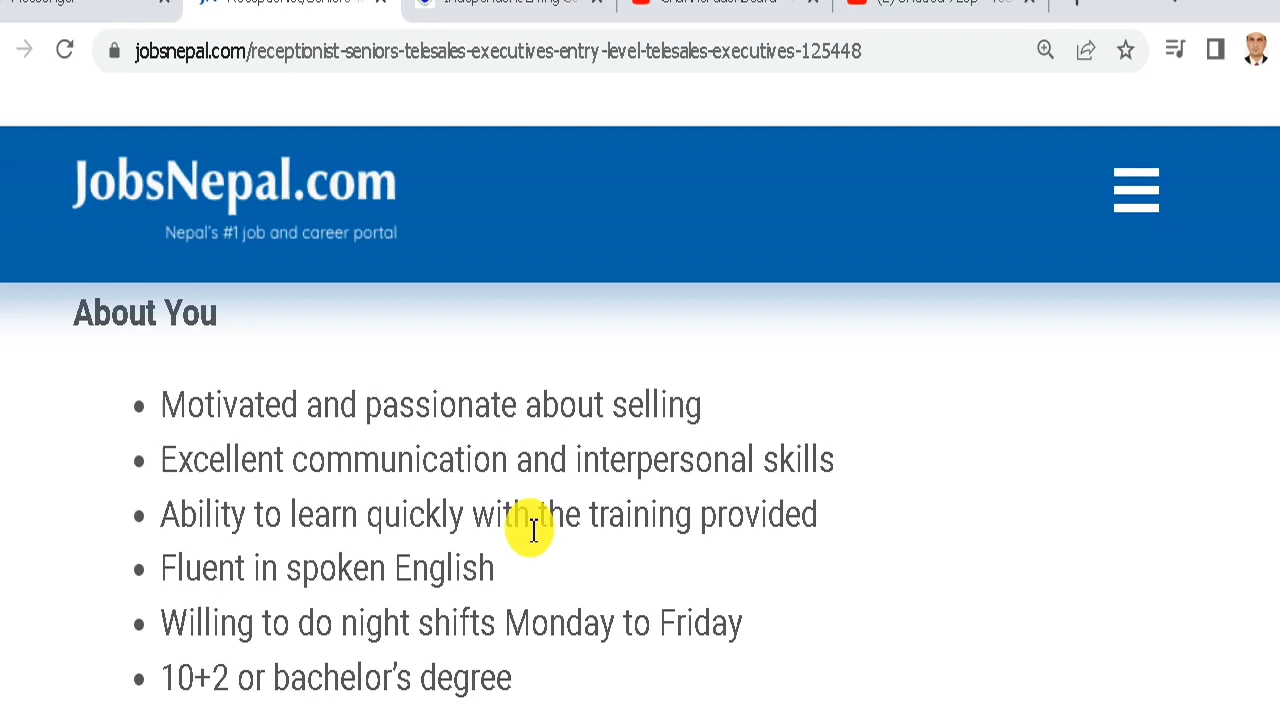 jobsnepal.com/receptionist-seniors-telesales-executives-entry-level-telesales-executives-125448
JobsNepal.com
Nepal's #1 job and career portal
About You
• Motivated and passionate about selling
• Excellent communication and interpersonal skills
• Ability to learn quickly with the training provided
• Fluent in spoken English
• Willing to do night shifts Monday to Friday
• 10+2 or bachelor's degree